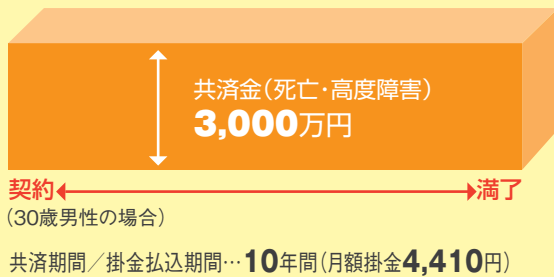 共済金(死亡・高度障害)
3,000万円
契約 満了
(30歳男性の場合)
共済期間/掛金払込期間…10年間(月額掛金4,410円)